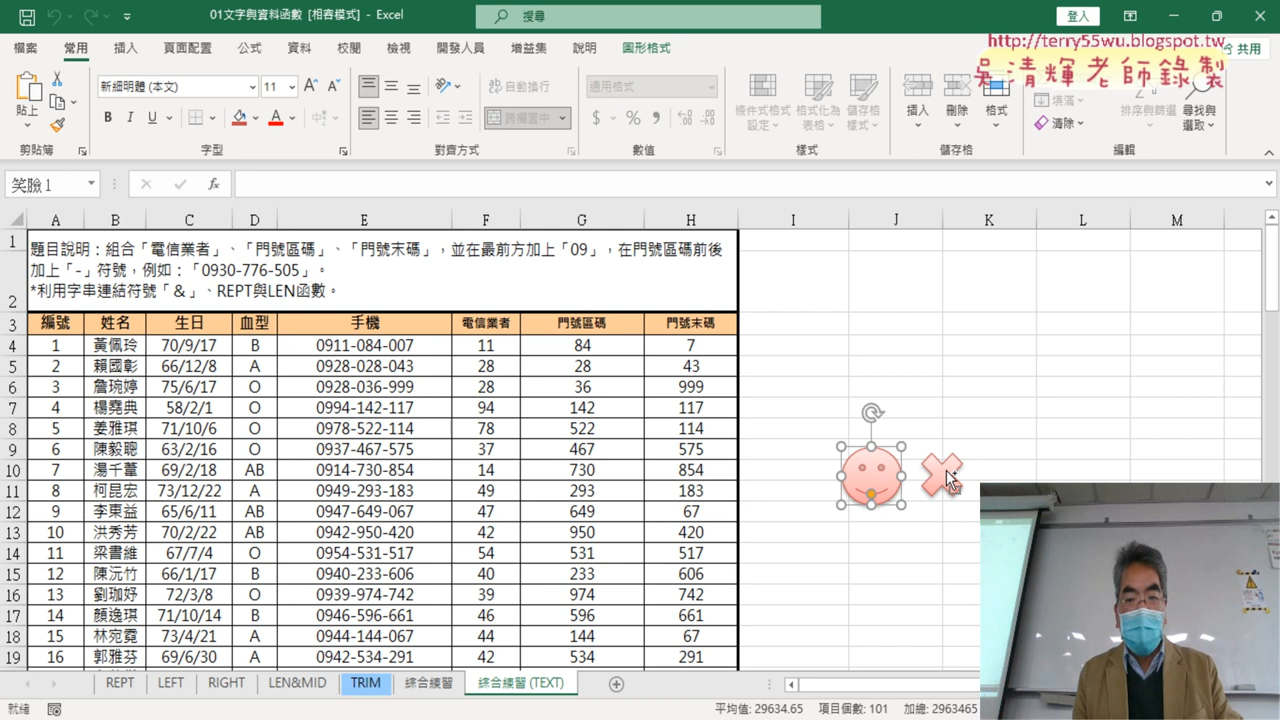 01文字與資料函數 [相容模式] - Excel
搜尋
登入
http://terry55wu.blogspot.tw
吳清輝老師錄製
檔案 常用 插入 頁面配置 公式 資料 校閱 檢視 開發人員 增益集 說明 圖形格式 共用
貼上 新細明體 (本文) 11 自動換行 跨欄置中 通用格式 條件式格式設定 格式化為表格 儲存格樣式 插入 刪除 格式 填滿 清除 排序與篩選 尋找與選取
剪貼簿 字型 對齊方式 數值 樣式 儲存格 編輯
笑臉 1 fx
A B C D E F G H I J K L M
1 題目說明：組合「電信業者」、「門號區碼」、「門號末碼」，並在最前方加上「09」，在門號區碼前後
加上「-」符號，例如：「0930-776-505」。
2 *利用字串連結符號「&」、REPT與LEN函數。
3 編號 姓名 生日 血型 手機 電信業者 門號區碼 門號末碼
4 1 黃佩玲 70/9/17 B 0911-084-007 11 84 7
5 2 賴國彰 66/12/8 A 0928-028-043 28 28 43
6 3 詹琬婷 75/6/17 O 0928-036-999 28 36 999
7 4 楊堯典 58/2/1 O 0994-142-117 94 142 117
8 5 姜雅琪 71/10/6 O 0978-522-114 78 522 114
9 6 陳毅聰 63/2/16 O 0937-467-575 37 467 575
10 7 湯千薰 69/2/18 AB 0914-730-854 14 730 854
11 8 柯昆宏 73/12/22 A 0949-293-183 49 293 183
12 9 李東益 65/6/11 AB 0947-649-067 47 649 67
13 10 洪秀芳 70/2/22 AB 0942-950-420 42 950 420
14 11 梁書維 67/7/4 O 0954-531-517 54 531 517
15 12 陳沅竹 66/1/17 B 0940-233-606 40 233 606
16 13 劉珈妤 72/3/8 O 0939-974-742 39 974 742
17 14 顏逸琪 71/10/14 B 0946-596-661 46 596 661
18 15 林宛霓 73/4/21 A 0944-144-067 44 144 67
19 16 郭雅芬 69/6/30 A 0942-534-291 42 534 291
REPT LEFT RIGHT LEN&MID TRIM 綜合練習 綜合練習 (TEXT)
就緒 平均值: 29634.65 項目個數: 101 加總: 2963465